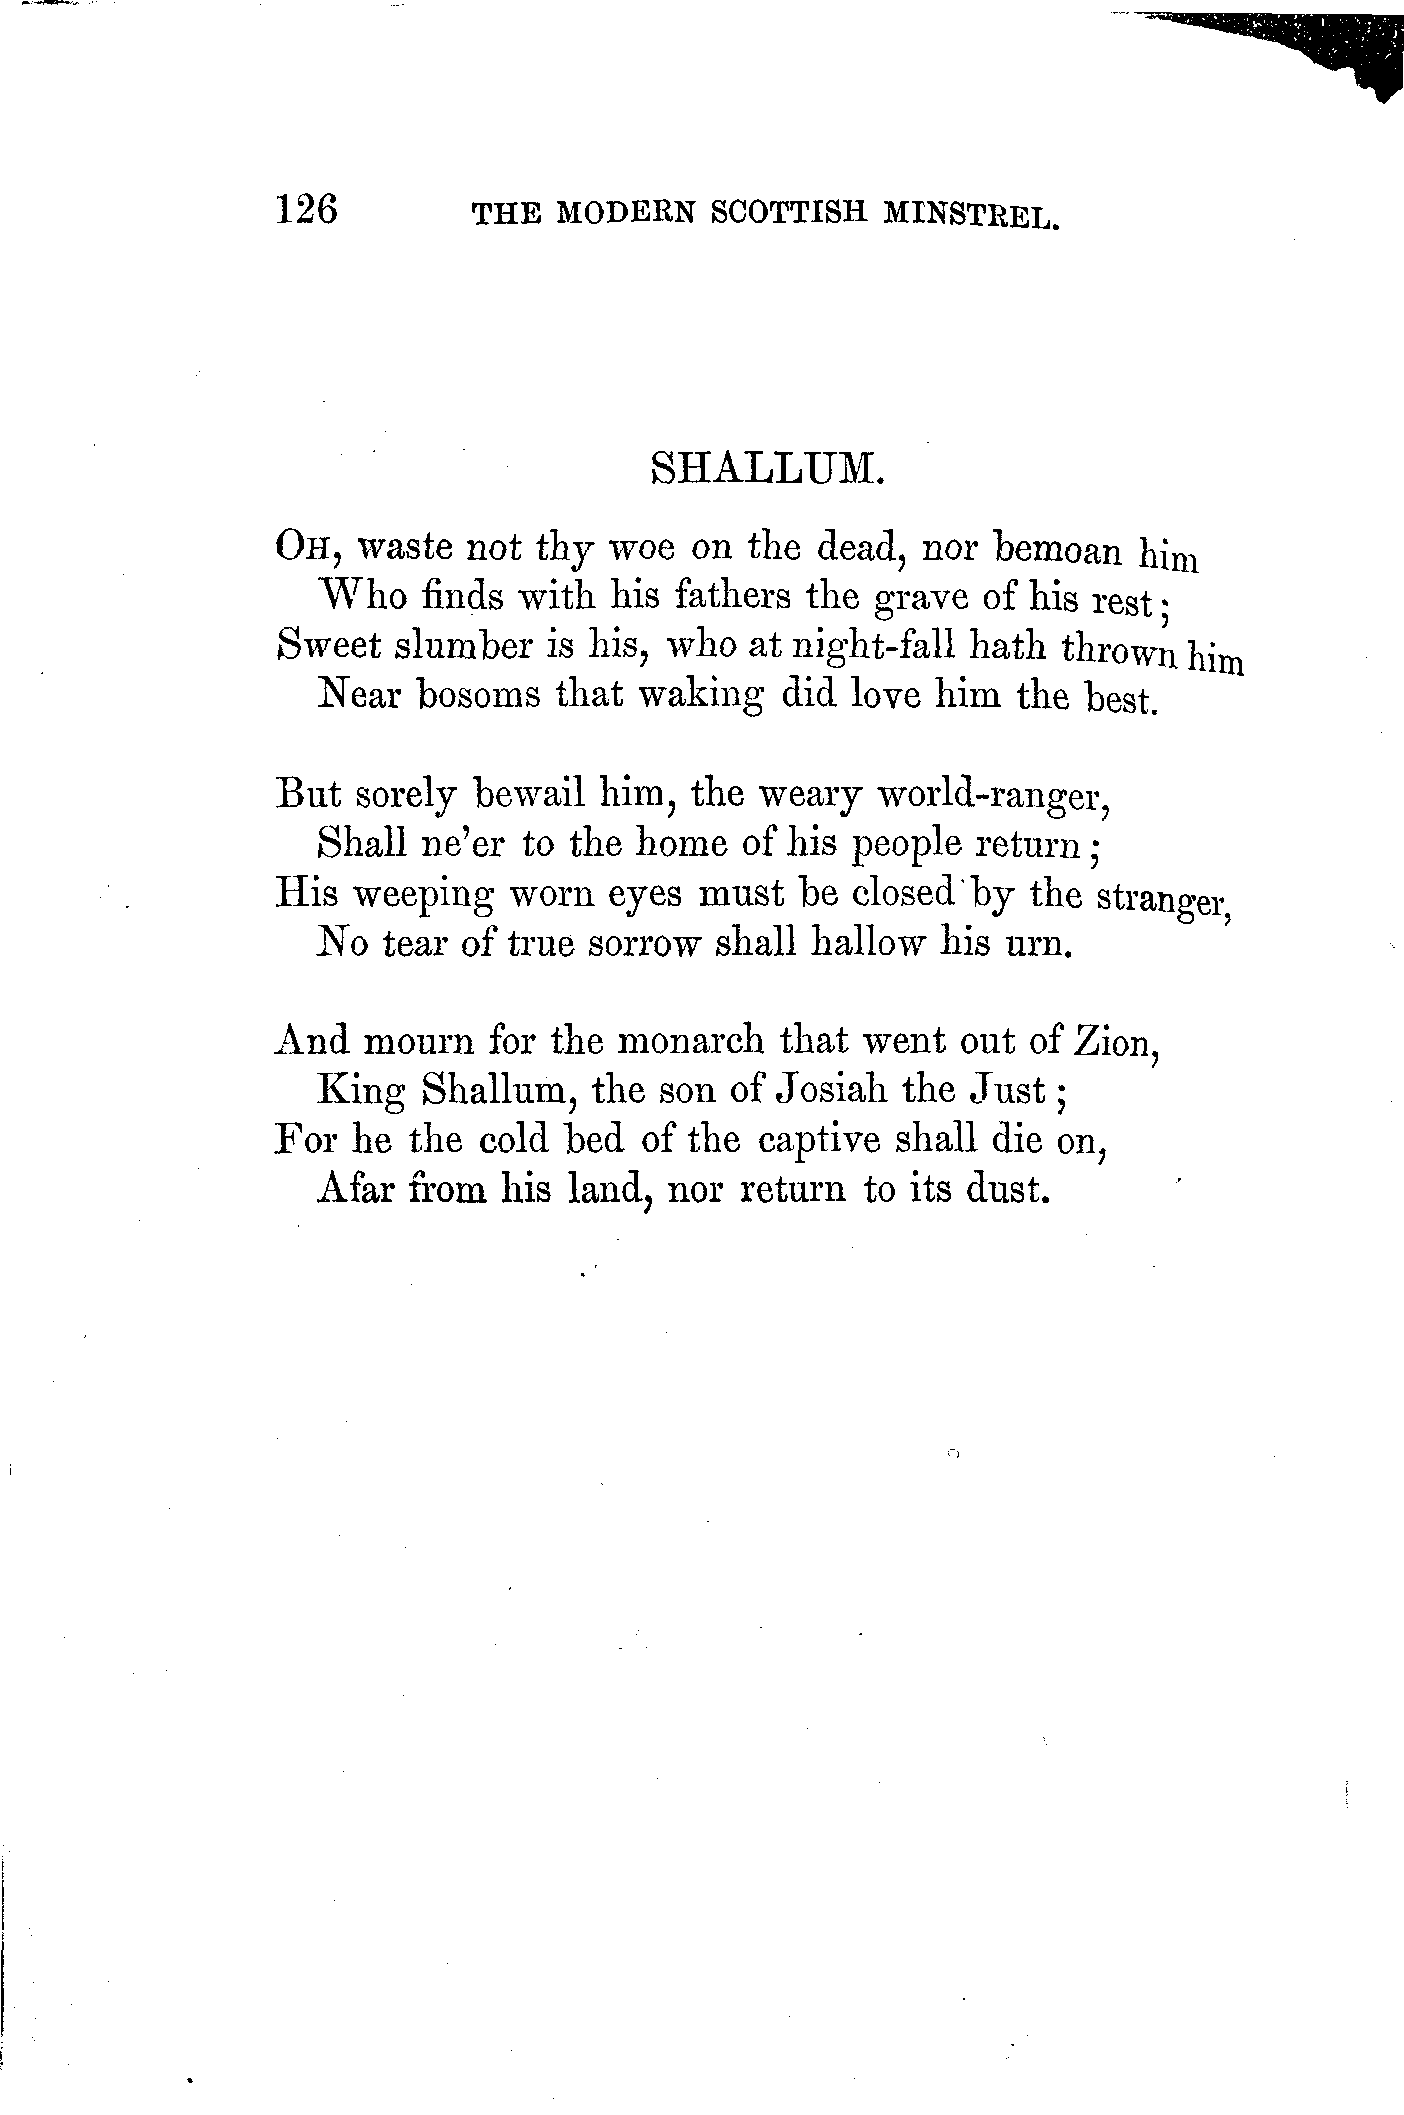 126 THE MODERN SCOTTISH MINSTREL.
SHALLUM.
OH, waste not thy woe on the dead, nor bemoan him
Who finds with his fathers the grave of his rest;
Sweet slumber is his, who at night-fall hath thrown him
Near bosoms that waking did love him the best.
But sorely bewail him, the weary world-ranger,
Shall ne'er to the home of his people return;
His weeping worn eyes must be closed by the stranger,
No tear of true sorrow shall hallow his urn.
And mourn for the monarch that went out of Zion,
King Shallum, the son of Josiah the Just;
For he the cold bed of the captive shall die on,
Afar from his land, nor return to its dust.